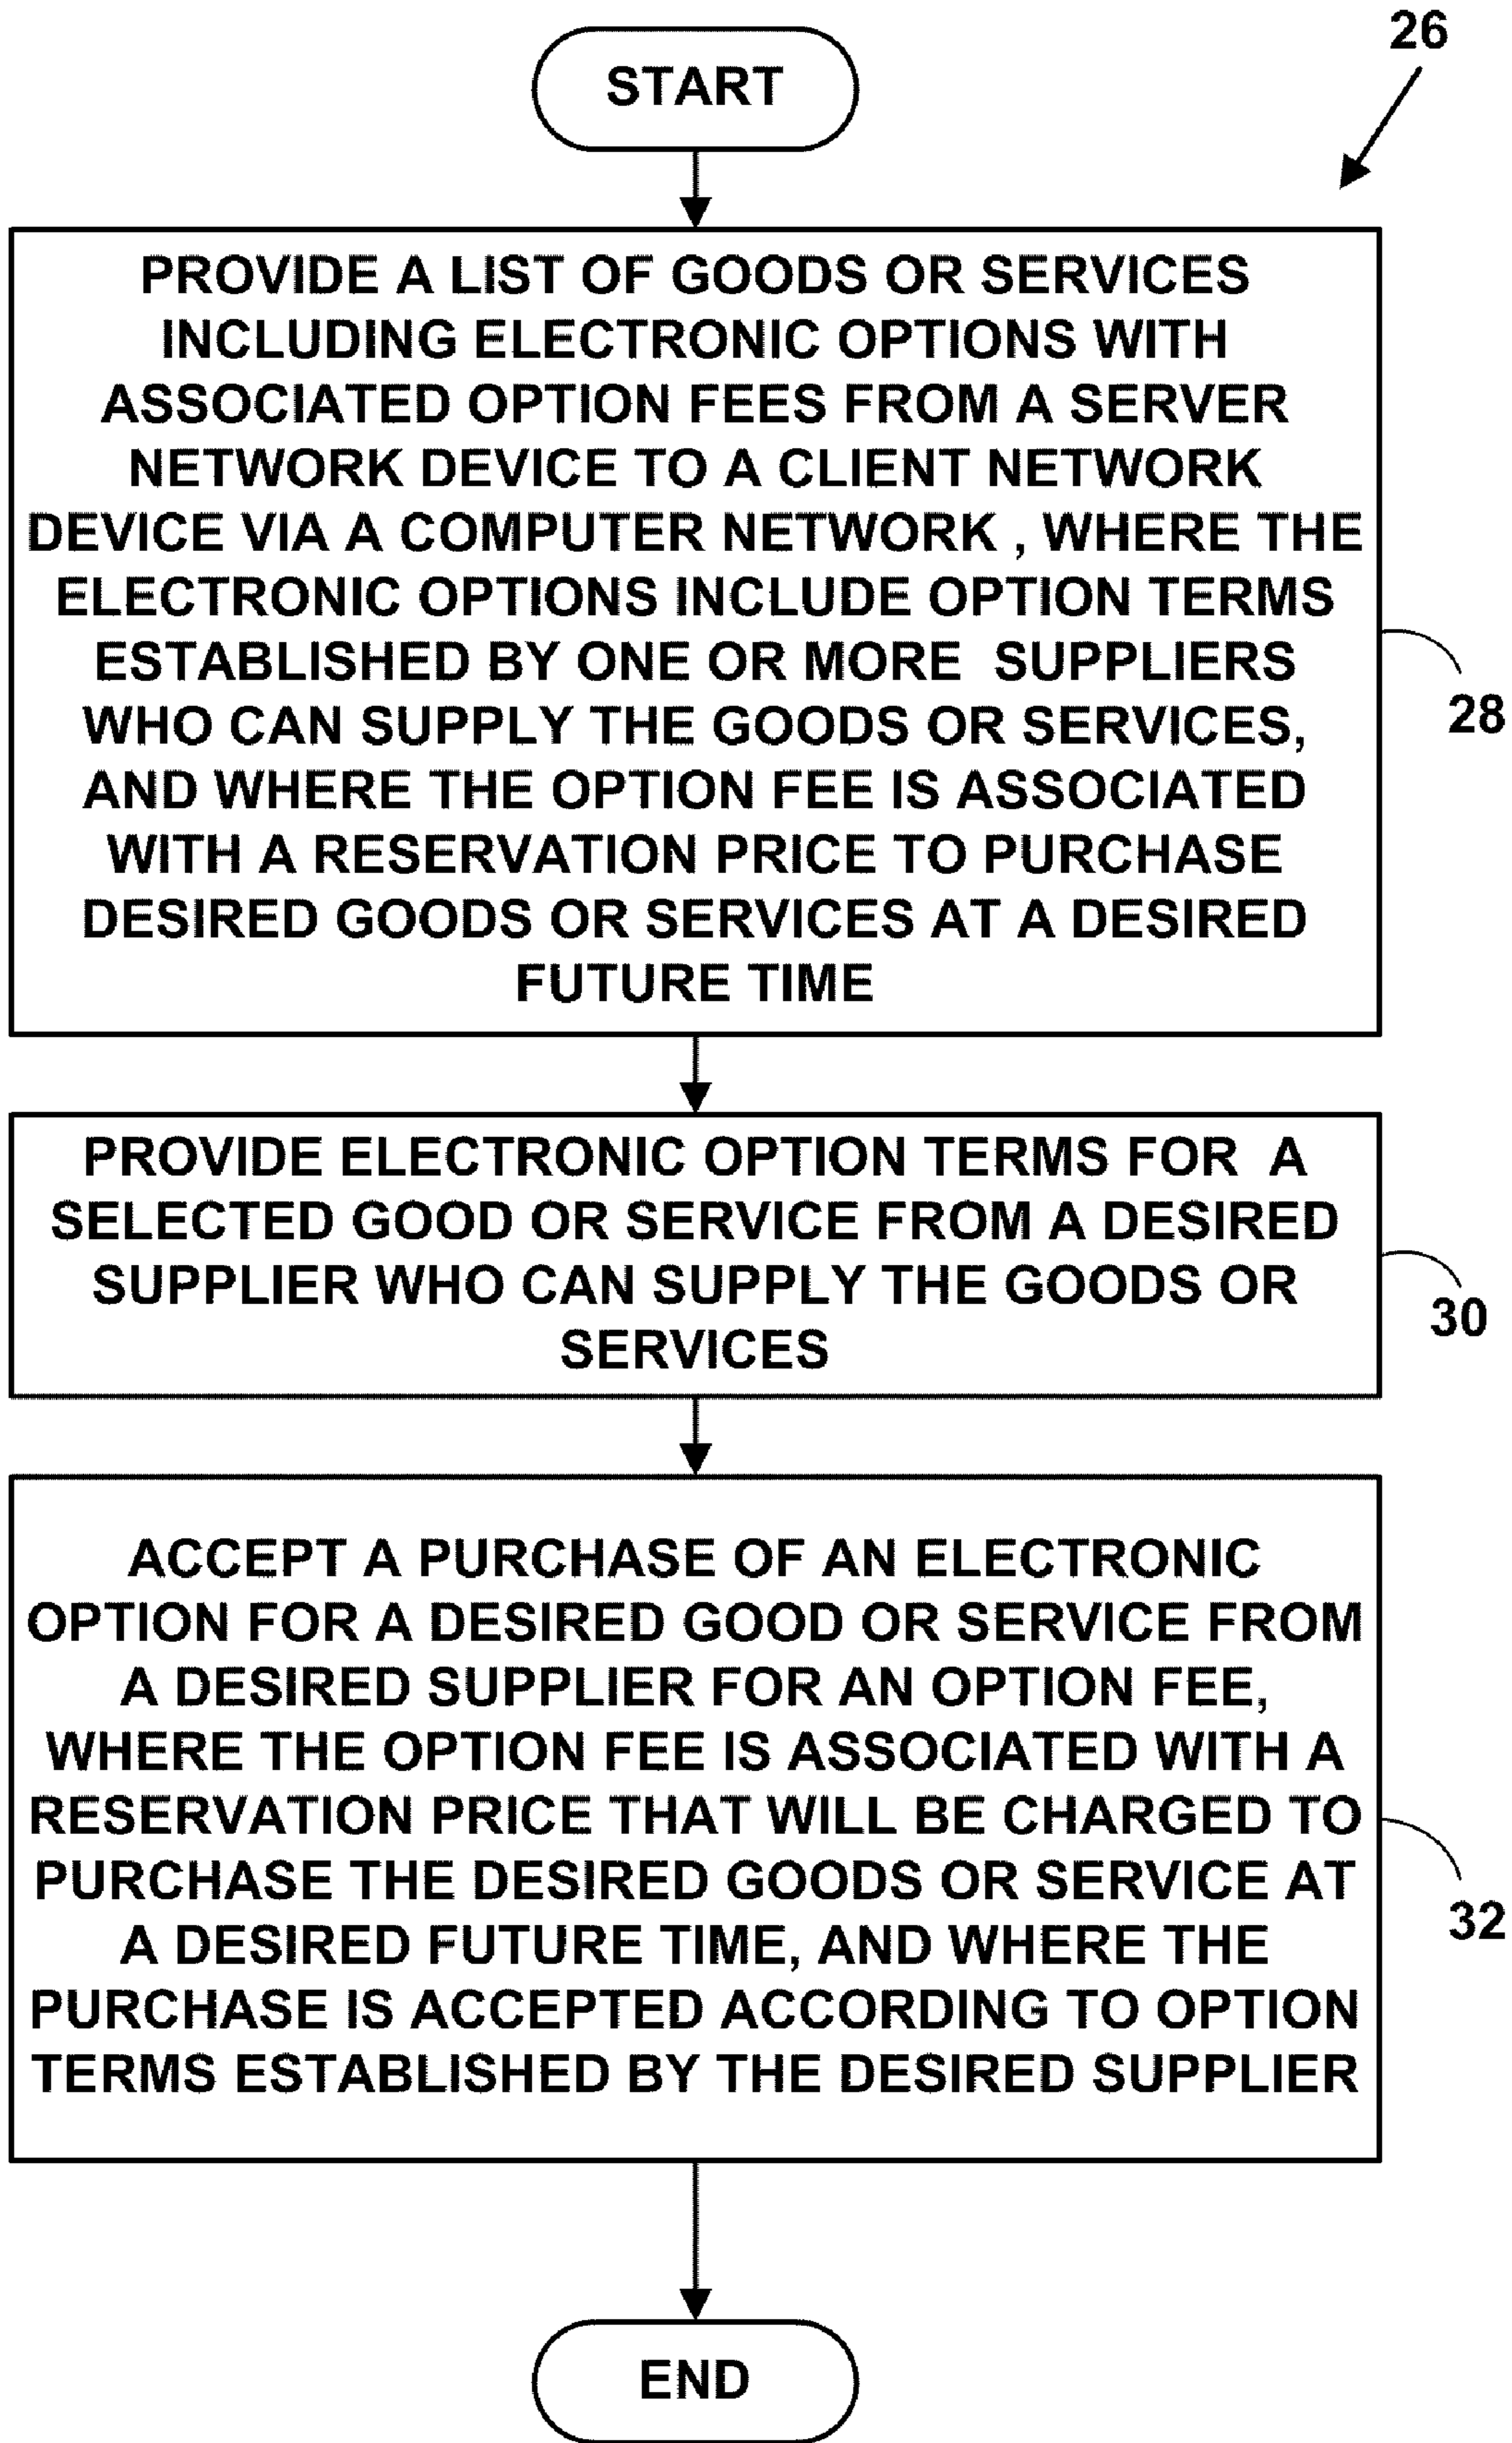 26
START
PROVIDE A LIST OF GOODS OR SERVICES
INCLUDING ELECTRONIC OPTIONS WITH
ASSOCIATED OPTION FEES FROM A SERVER
NETWORK DEVICE TO A CLIENT NETWORK
DEVICE VIA A COMPUTER NETWORK , WHERE THE
ELECTRONIC OPTIONS INCLUDE OPTION TERMS
ESTABLISHED BY ONE OR MORE SUPPLIERS
WHO CAN SUPPLY THE GOODS OR SERVICES,
AND WHERE THE OPTION FEE IS ASSOCIATED
WITH A RESERVATION PRICE TO PURCHASE
DESIRED GOODS OR SERVICES AT A DESIRED
FUTURE TIME
28
PROVIDE ELECTRONIC OPTION TERMS FOR A
SELECTED GOOD OR SERVICE FROM A DESIRED
SUPPLIER WHO CAN SUPPLY THE GOODS OR
SERVICES
30
ACCEPT A PURCHASE OF AN ELECTRONIC
OPTION FOR A DESIRED GOOD OR SERVICE FROM
A DESIRED SUPPLIER FOR AN OPTION FEE,
WHERE THE OPTION FEE IS ASSOCIATED WITH A
RESERVATION PRICE THAT WILL BE CHARGED TO
PURCHASE THE DESIRED GOODS OR SERVICE AT
A DESIRED FUTURE TIME, AND WHERE THE
PURCHASE IS ACCEPTED ACCORDING TO OPTION
TERMS ESTABLISHED BY THE DESIRED SUPPLIER
32
END